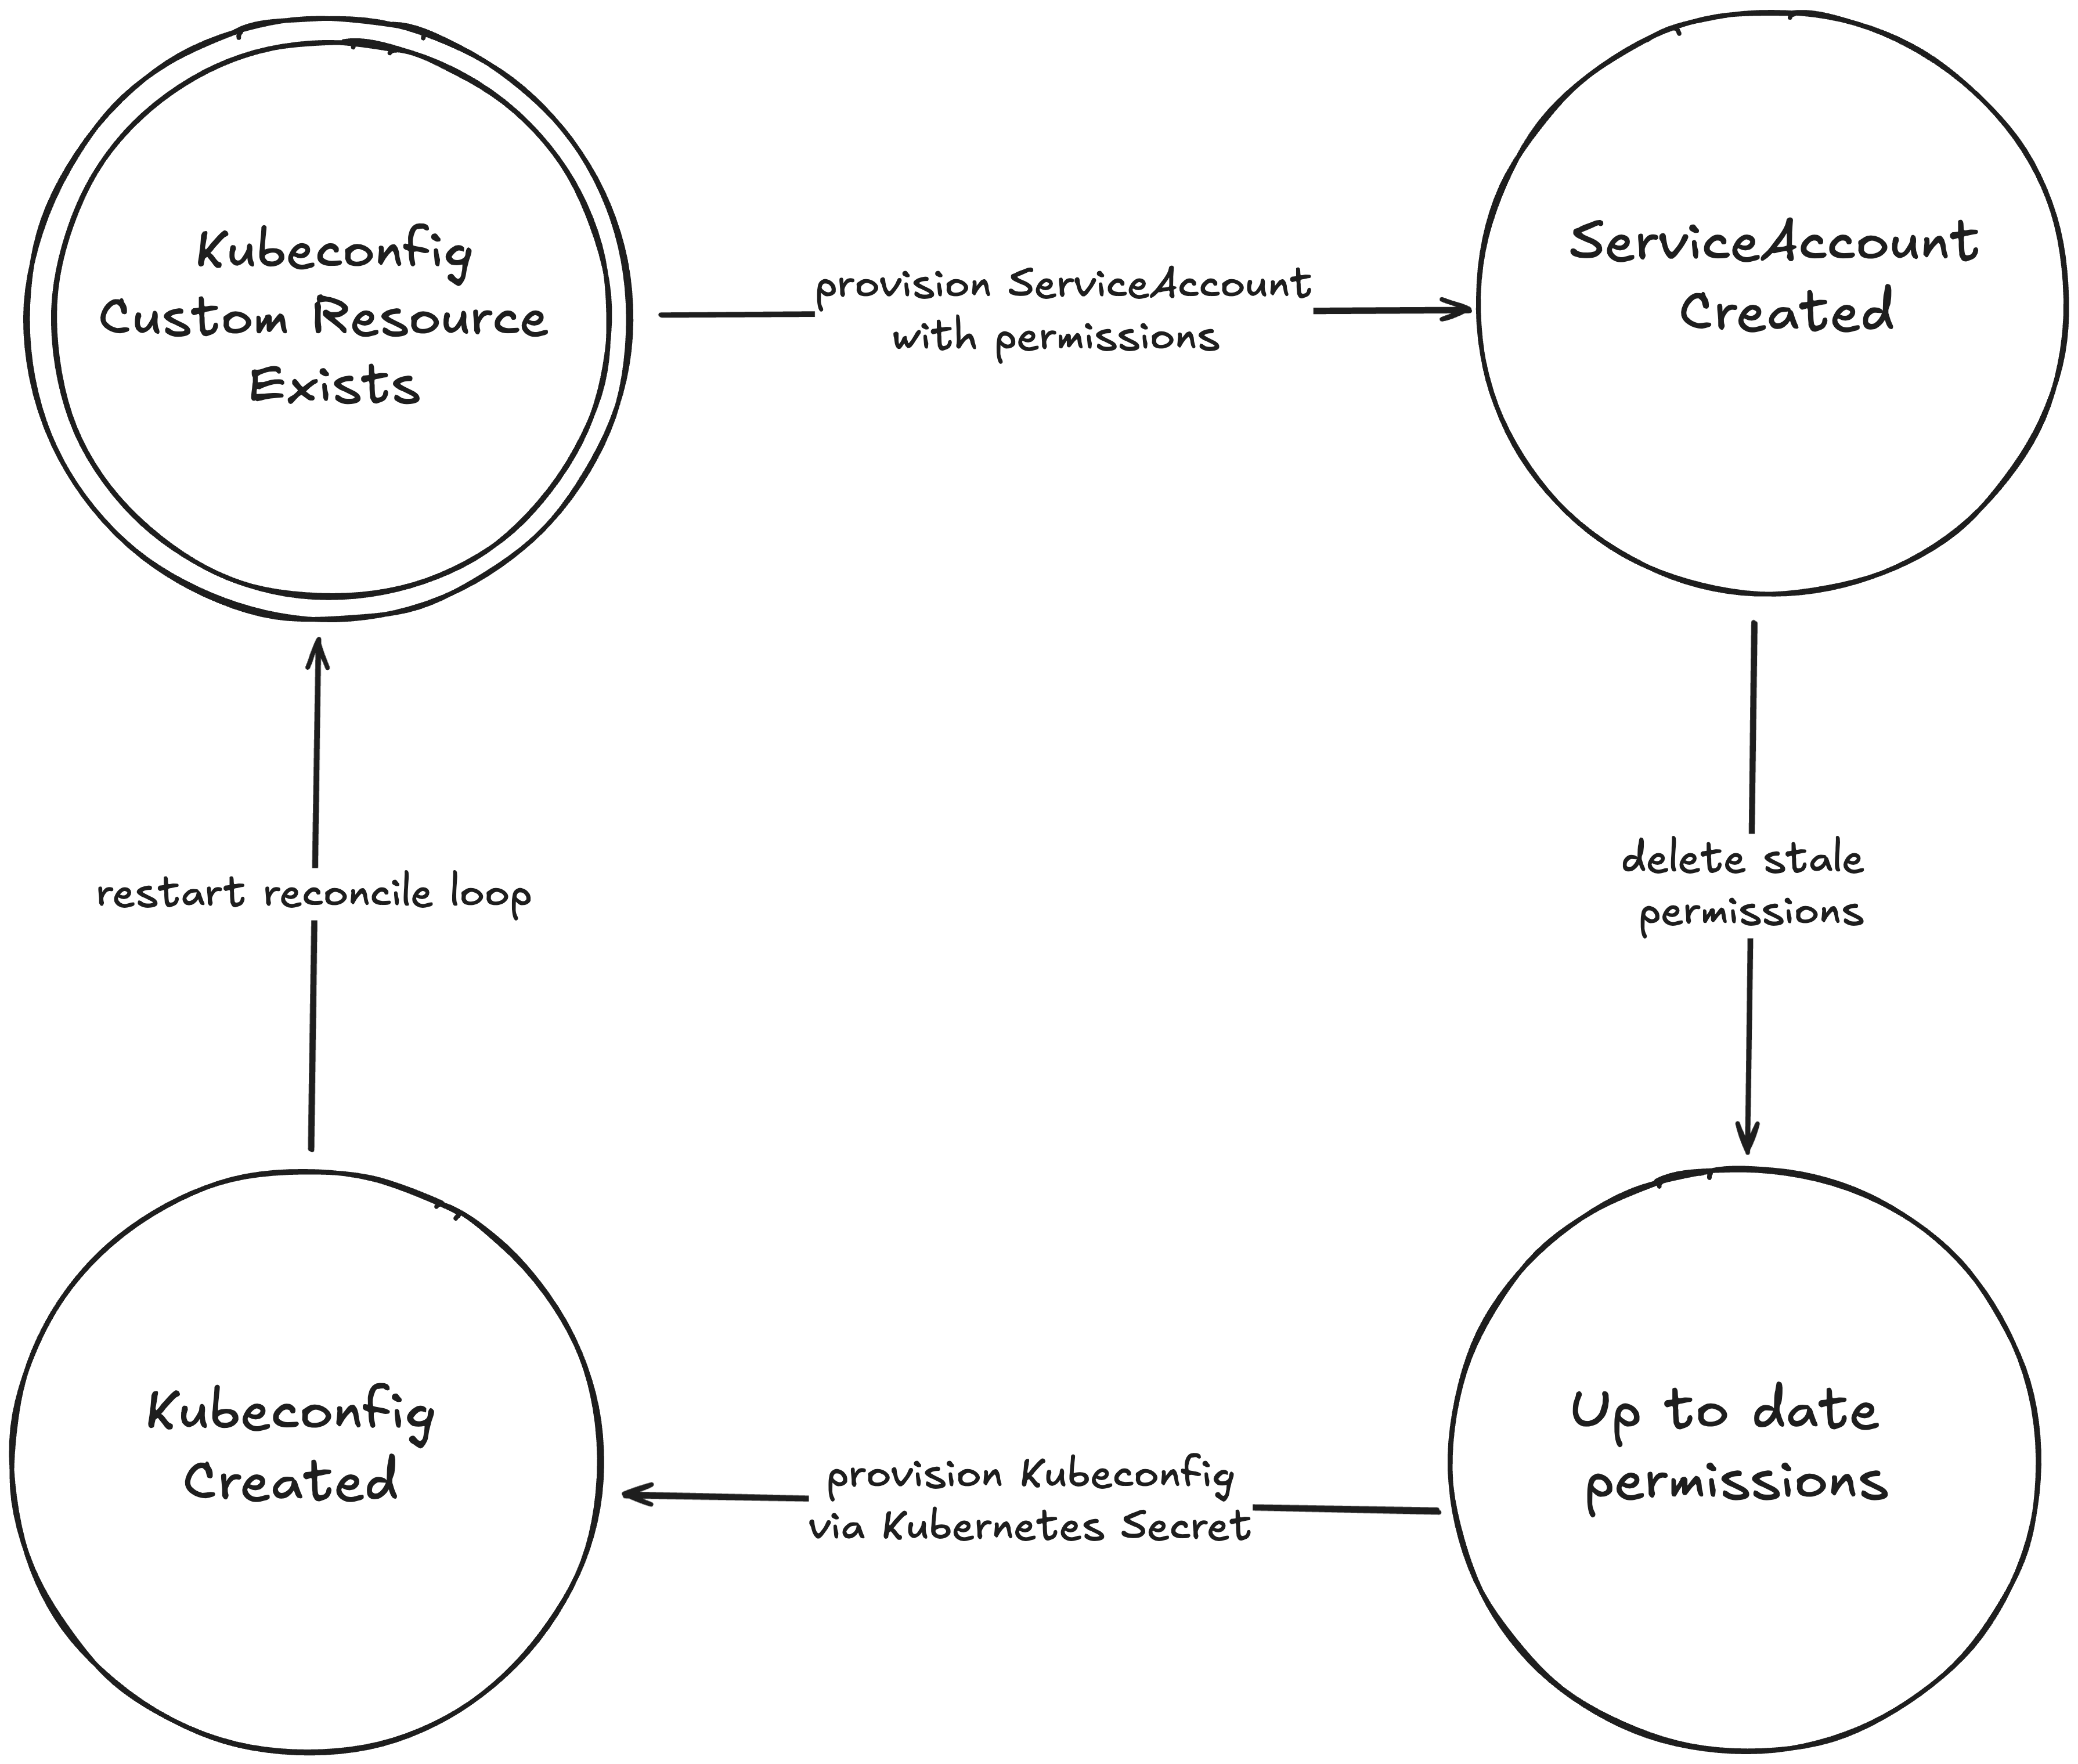 Kubeconfig
Custom Resource
Exists
provision ServiceAccount
with permissions
ServiceAccount
Created
delete stale
permissions
Up to date
permissions
provision Kubeconfig
via Kubernetes Secret
Kubeconfig
Created
restart reconcile loop